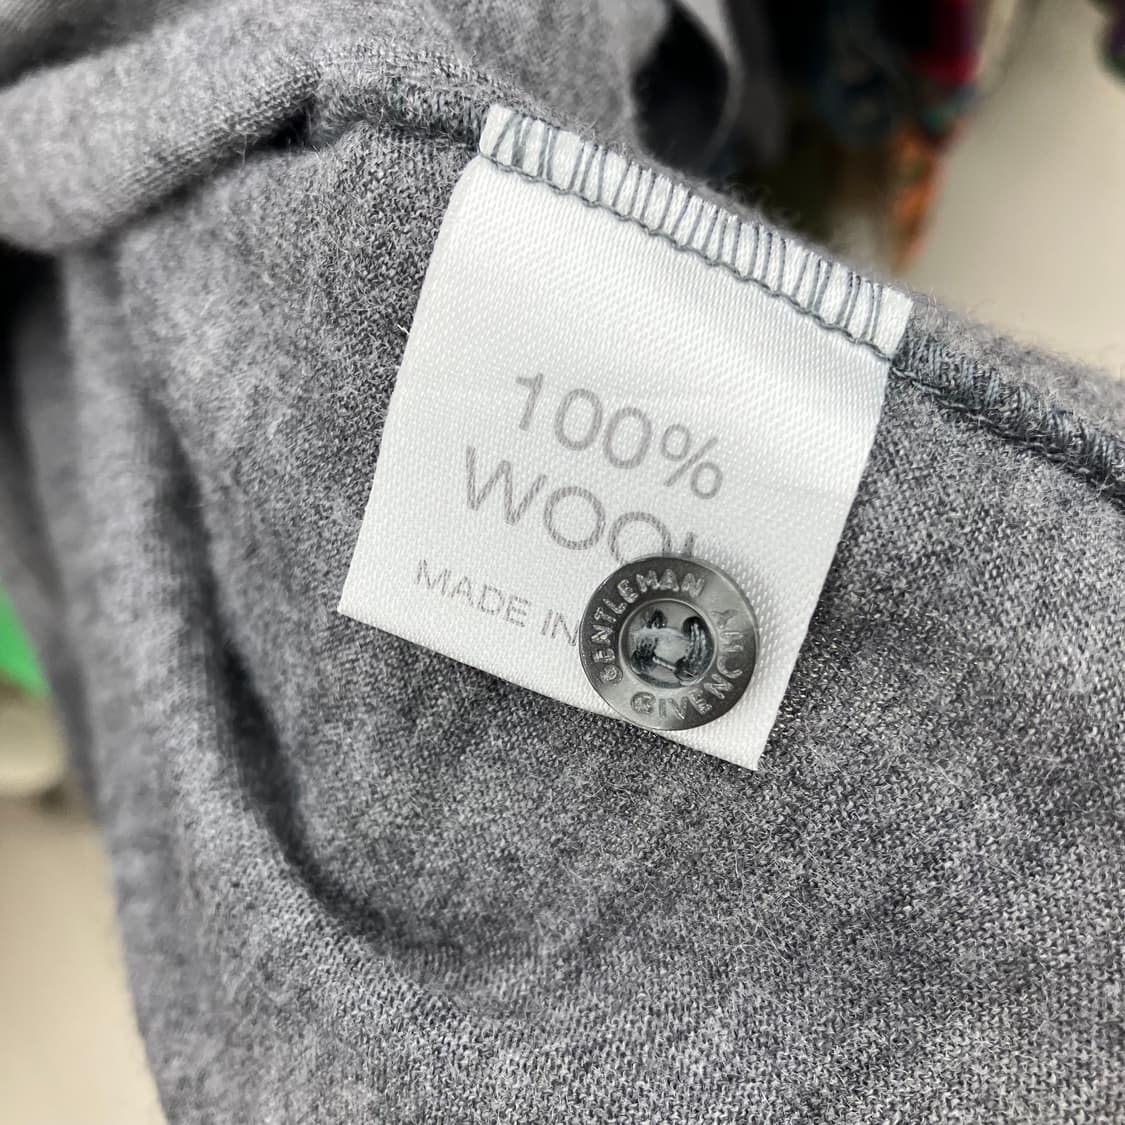 100%
WOOL
MADE IN
GENTLEMAN
GIVENCHY